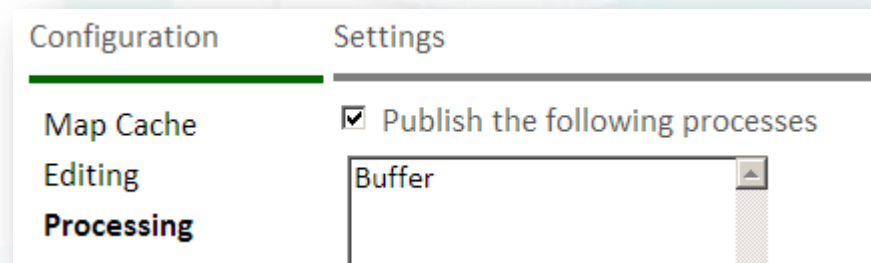 Configuration
Settings
Map Cache
Editing
Processing
Publish the following processes
Buffer